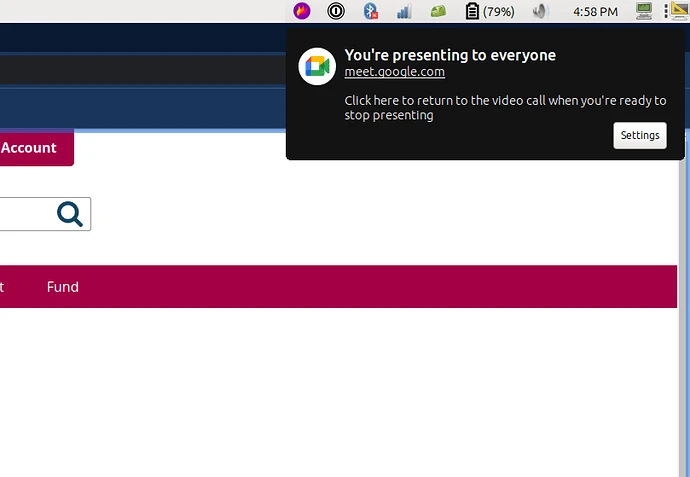 (79%) 4:58 PM
You're presenting to everyone
meet.google.com
Click here to return to the video call when you're ready to
stop presenting
Settings
Account
t Fund